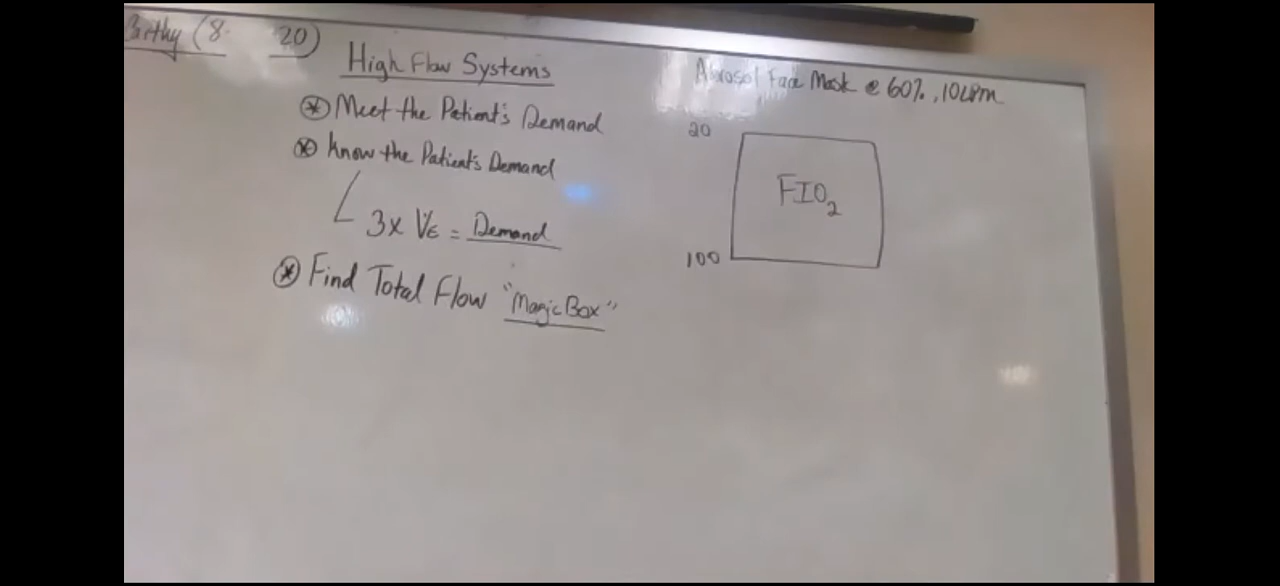 (8- 20)
High Flow Systems
⊛ Meet the Patient's Demand
⊛ Know the Patient's Demand
3x V̇E = Demand
⊛ Find Total Flow "Magic Box"
Aerosol Face Mask @ 60%, 10LPM
20
FIO2
100